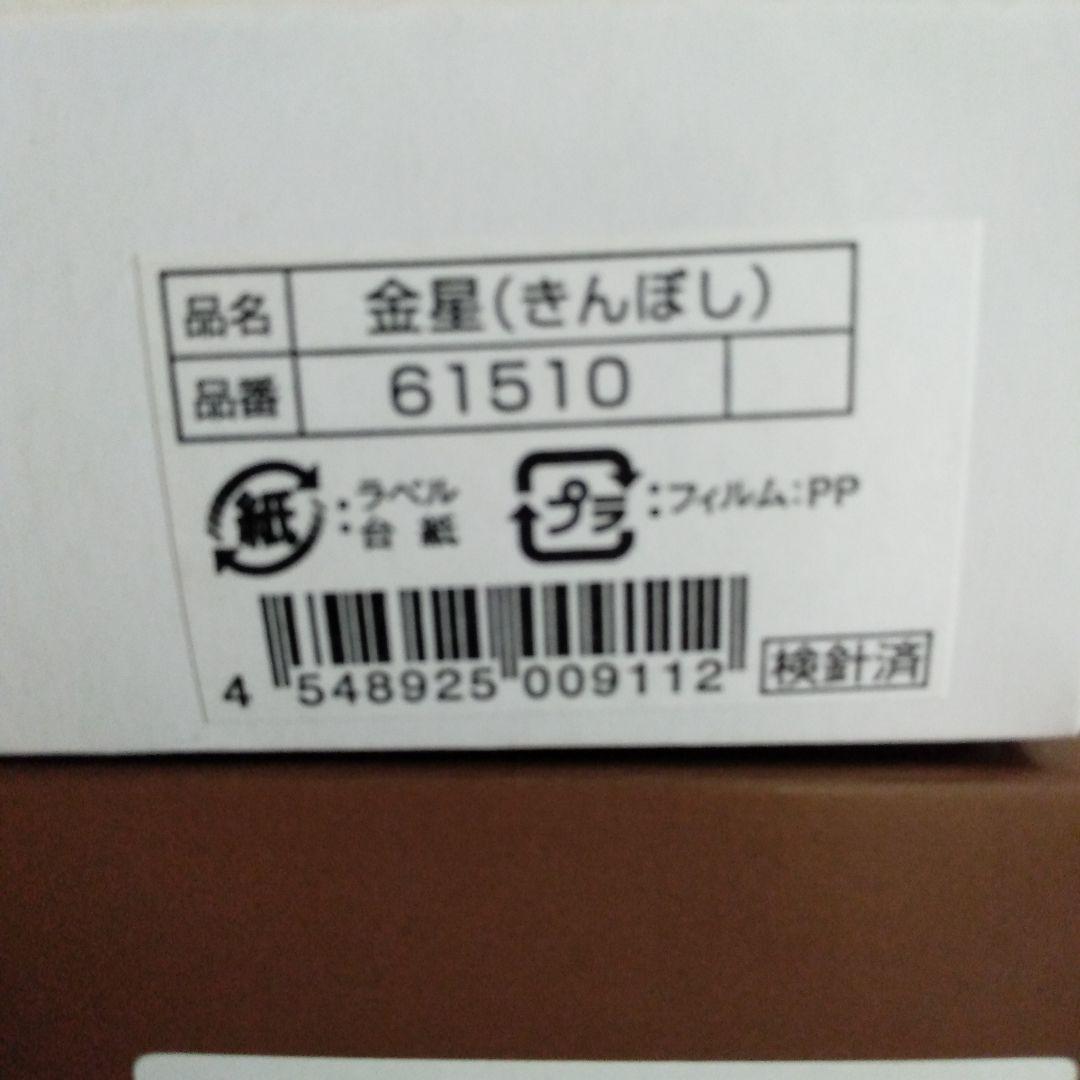 品名 金星(きんぼし)
品番 61510
紙:ラベル
:台紙
プラ:フィルム:PP
4 548925 009112
検針済